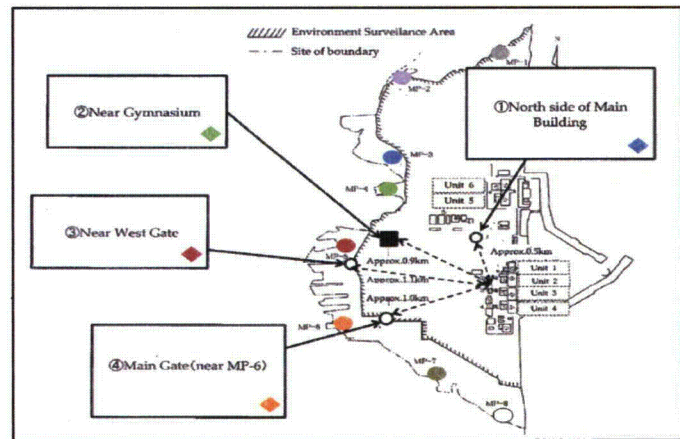 Environment Surveillance Area
Site of boundary
N
MP-1
MP-2
②Near Gymnasium
①North side of Main
Building
MP-3
MP-4
Unit 6
Unit 5
③Near West Gate
MP-5
Approx.0.9km
Approx.0.5km
Approx.1.1km
Approx.1.0km
Unit 1
Unit 2
Unit 3
Unit 4
④Main Gate(near MP-6)
MP-6
MP-7
MP-8